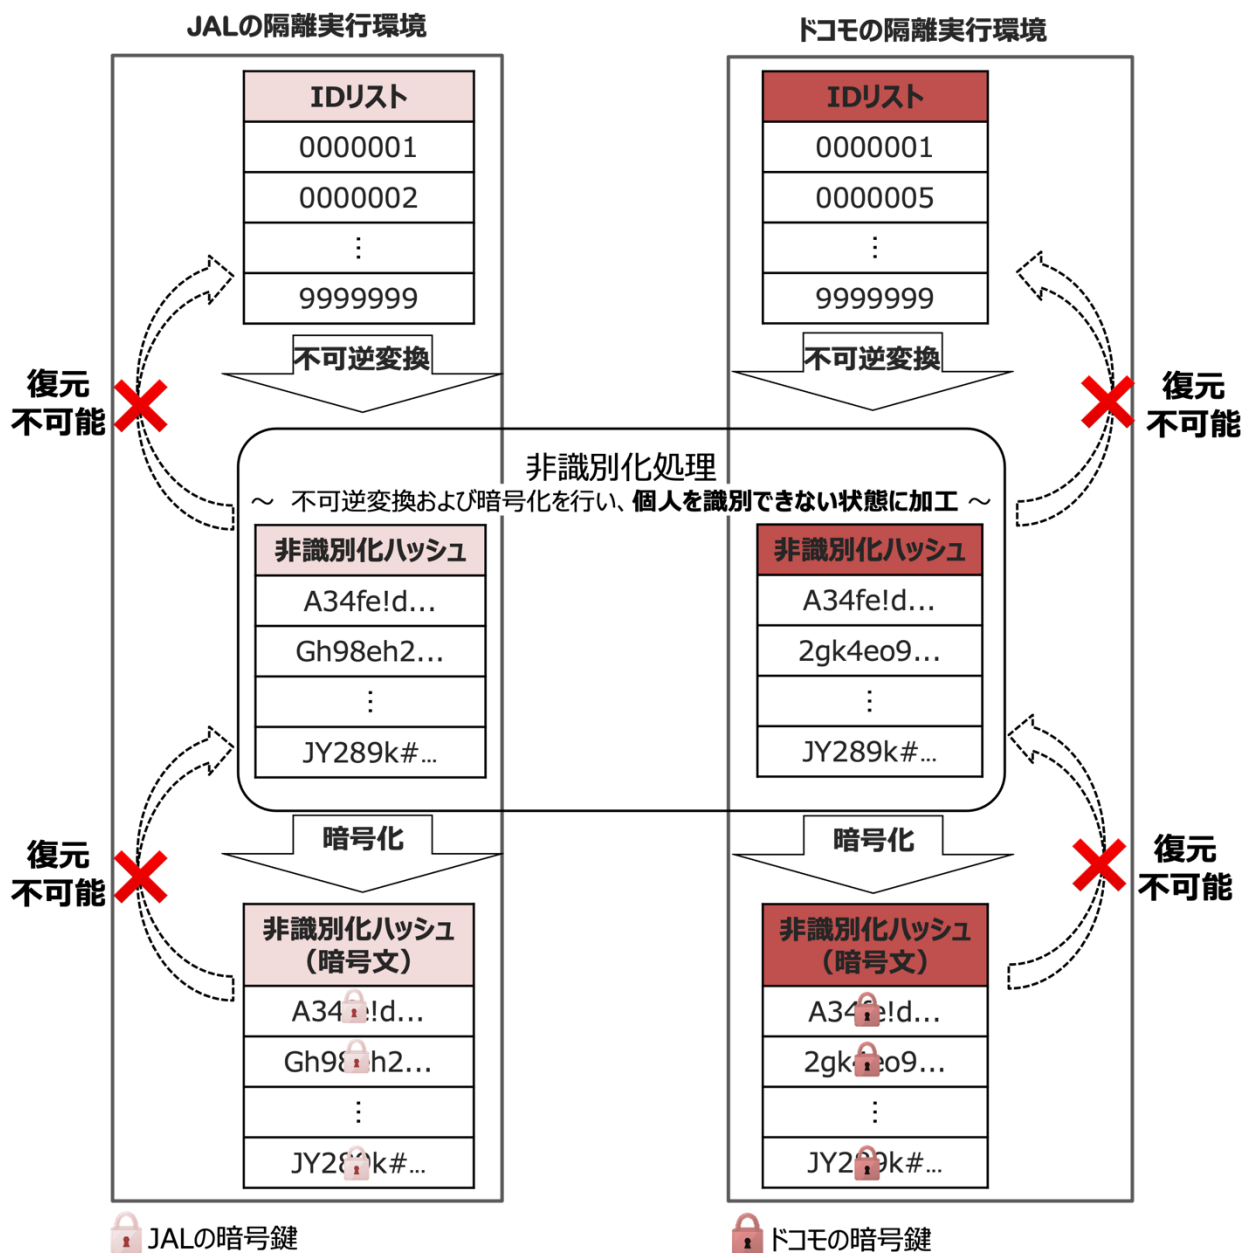 JALの隔離実行環境
ドコモの隔離実行環境
IDリスト
0000001
0000002
⋮
9999999
IDリスト
0000001
0000005
⋮
9999999
不可逆変換
不可逆変換
復元
不可能
復元
不可能
非識別化処理
～ 不可逆変換および暗号化を行い、個人を識別できない状態に加工 ～
非識別化ハッシュ
A34fe!d...
Gh98eh2...
⋮
JY289k#...
非識別化ハッシュ
A34fe!d...
2gk4eo9...
⋮
JY289k#...
暗号化
暗号化
復元
不可能
復元
不可能
非識別化ハッシュ
（暗号文）
A34fe!d...
Gh98eh2...
⋮
JY289k#...
非識別化ハッシュ
（暗号文）
A34fe!d...
2gk4eo9...
⋮
JY289k#...
JALの暗号鍵
ドコモの暗号鍵